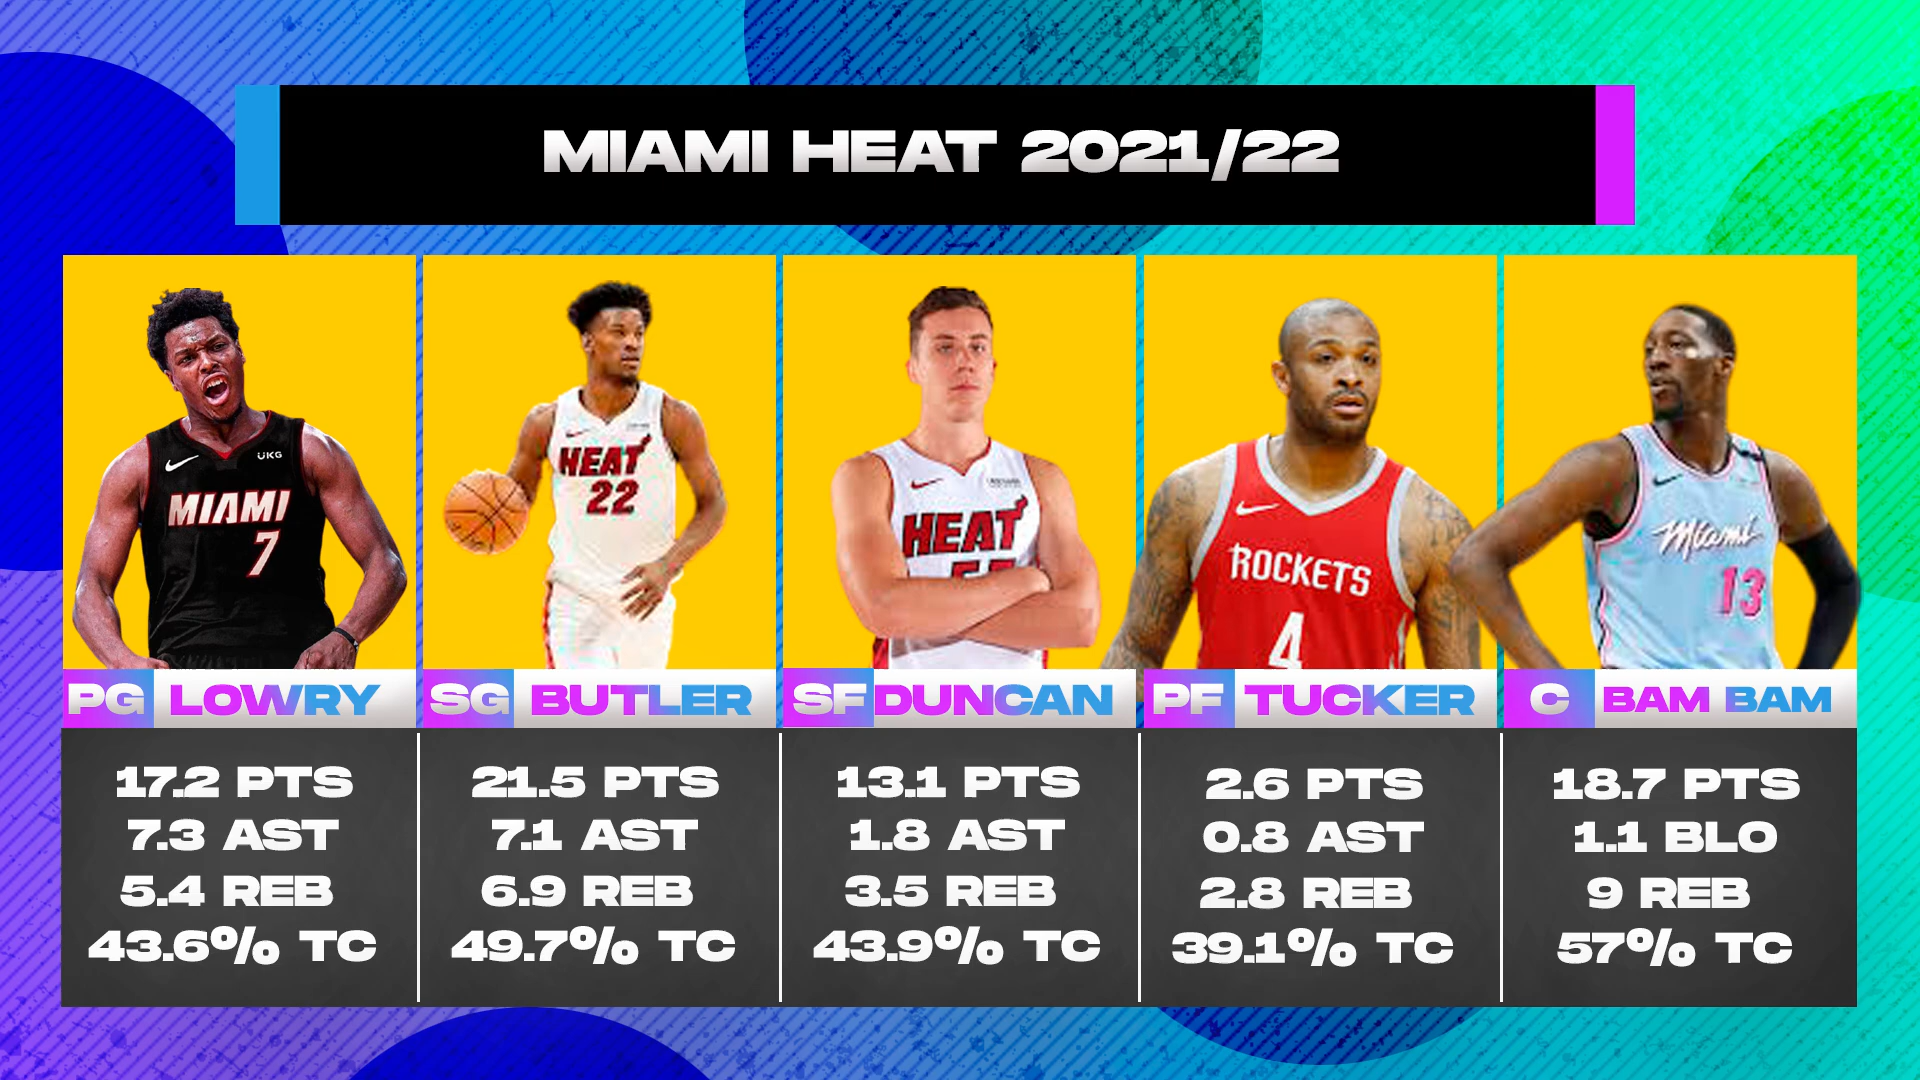 MIAMI HEAT 2021/22
UKG
MIAMI
7
HEAT
22
HEAT
ROCKETS
4
Miami
13
PG LOWRY
SG BUTLER
SF DUNCAN
PF TUCKER
C BAM BAM
17.2 PTS
7.3 AST
5.4 REB
43.6% TC
21.5 PTS
7.1 AST
6.9 REB
49.7% TC
13.1 PTS
1.8 AST
3.5 REB
43.9% TC
2.6 PTS
0.8 AST
2.8 REB
39.1% TC
18.7 PTS
1.1 BLO
9 REB
57% TC